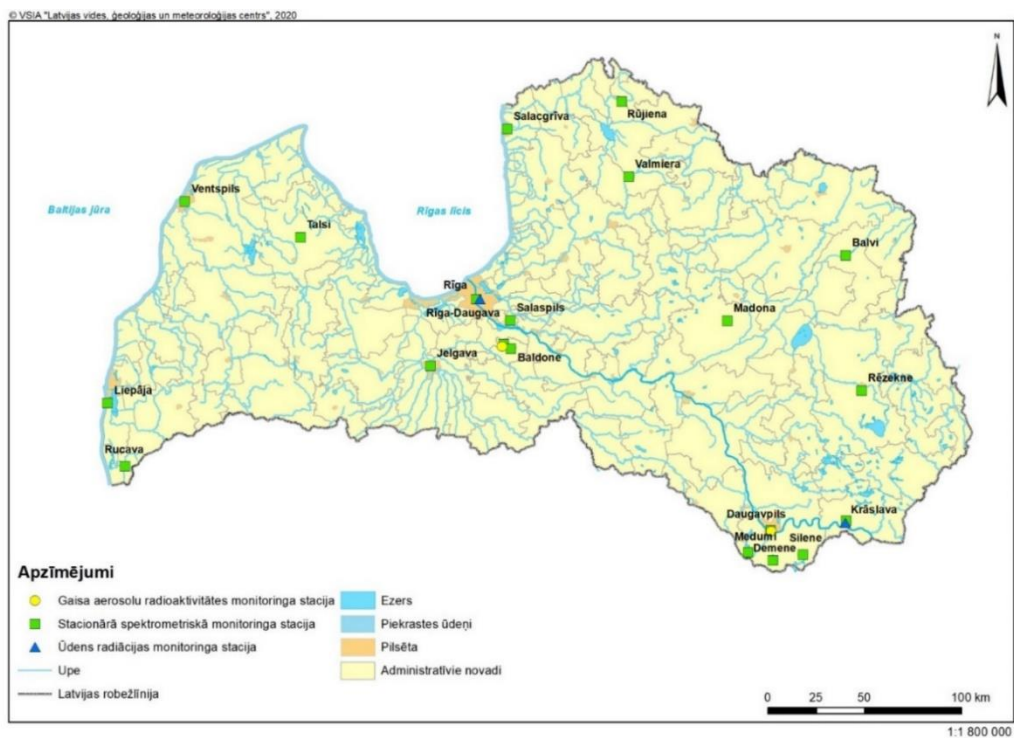 © VSIA "Latvijas vides, ģeoloģijas un meteoroloģijas centrs", 2020
N
Salacgrīva
Rūjiena
Valmiera
Ventspils
Baltijas jūra
Rīgas līcis
Talsi
Balvi
Rīga
Rīga-Daugava
Salaspils
Madona
Jelgava
Baldone
Rēzekne
Liepāja
Rucava
Daugavpils
Krāslava
Medumi
Silene
Demene
Apzīmējumi
Gaisa aerosolu radioaktivitātes monitoringa stacija
Ezers
Stacionārā spektrometriskā monitoringa stacija
Piekrastes ūdeņi
Ūdens radiācijas monitoringa stacija
Pilsēta
Upe
Administratīvie novadi
Latvijas robežlīnija
0 25 50 100 km
1:1 800 000